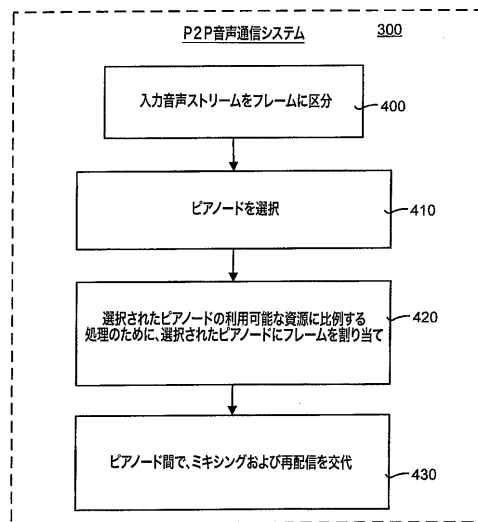 P2P音声通信システム 300
入力音声ストリームをフレームに区分
400
ピアノードを選択
410
選択されたピアノードの利用可能な資源に比例する
処理のために、選択されたピアノードにフレームを割り当て
420
ピアノード間で、ミキシングおよび再配信を交代
430